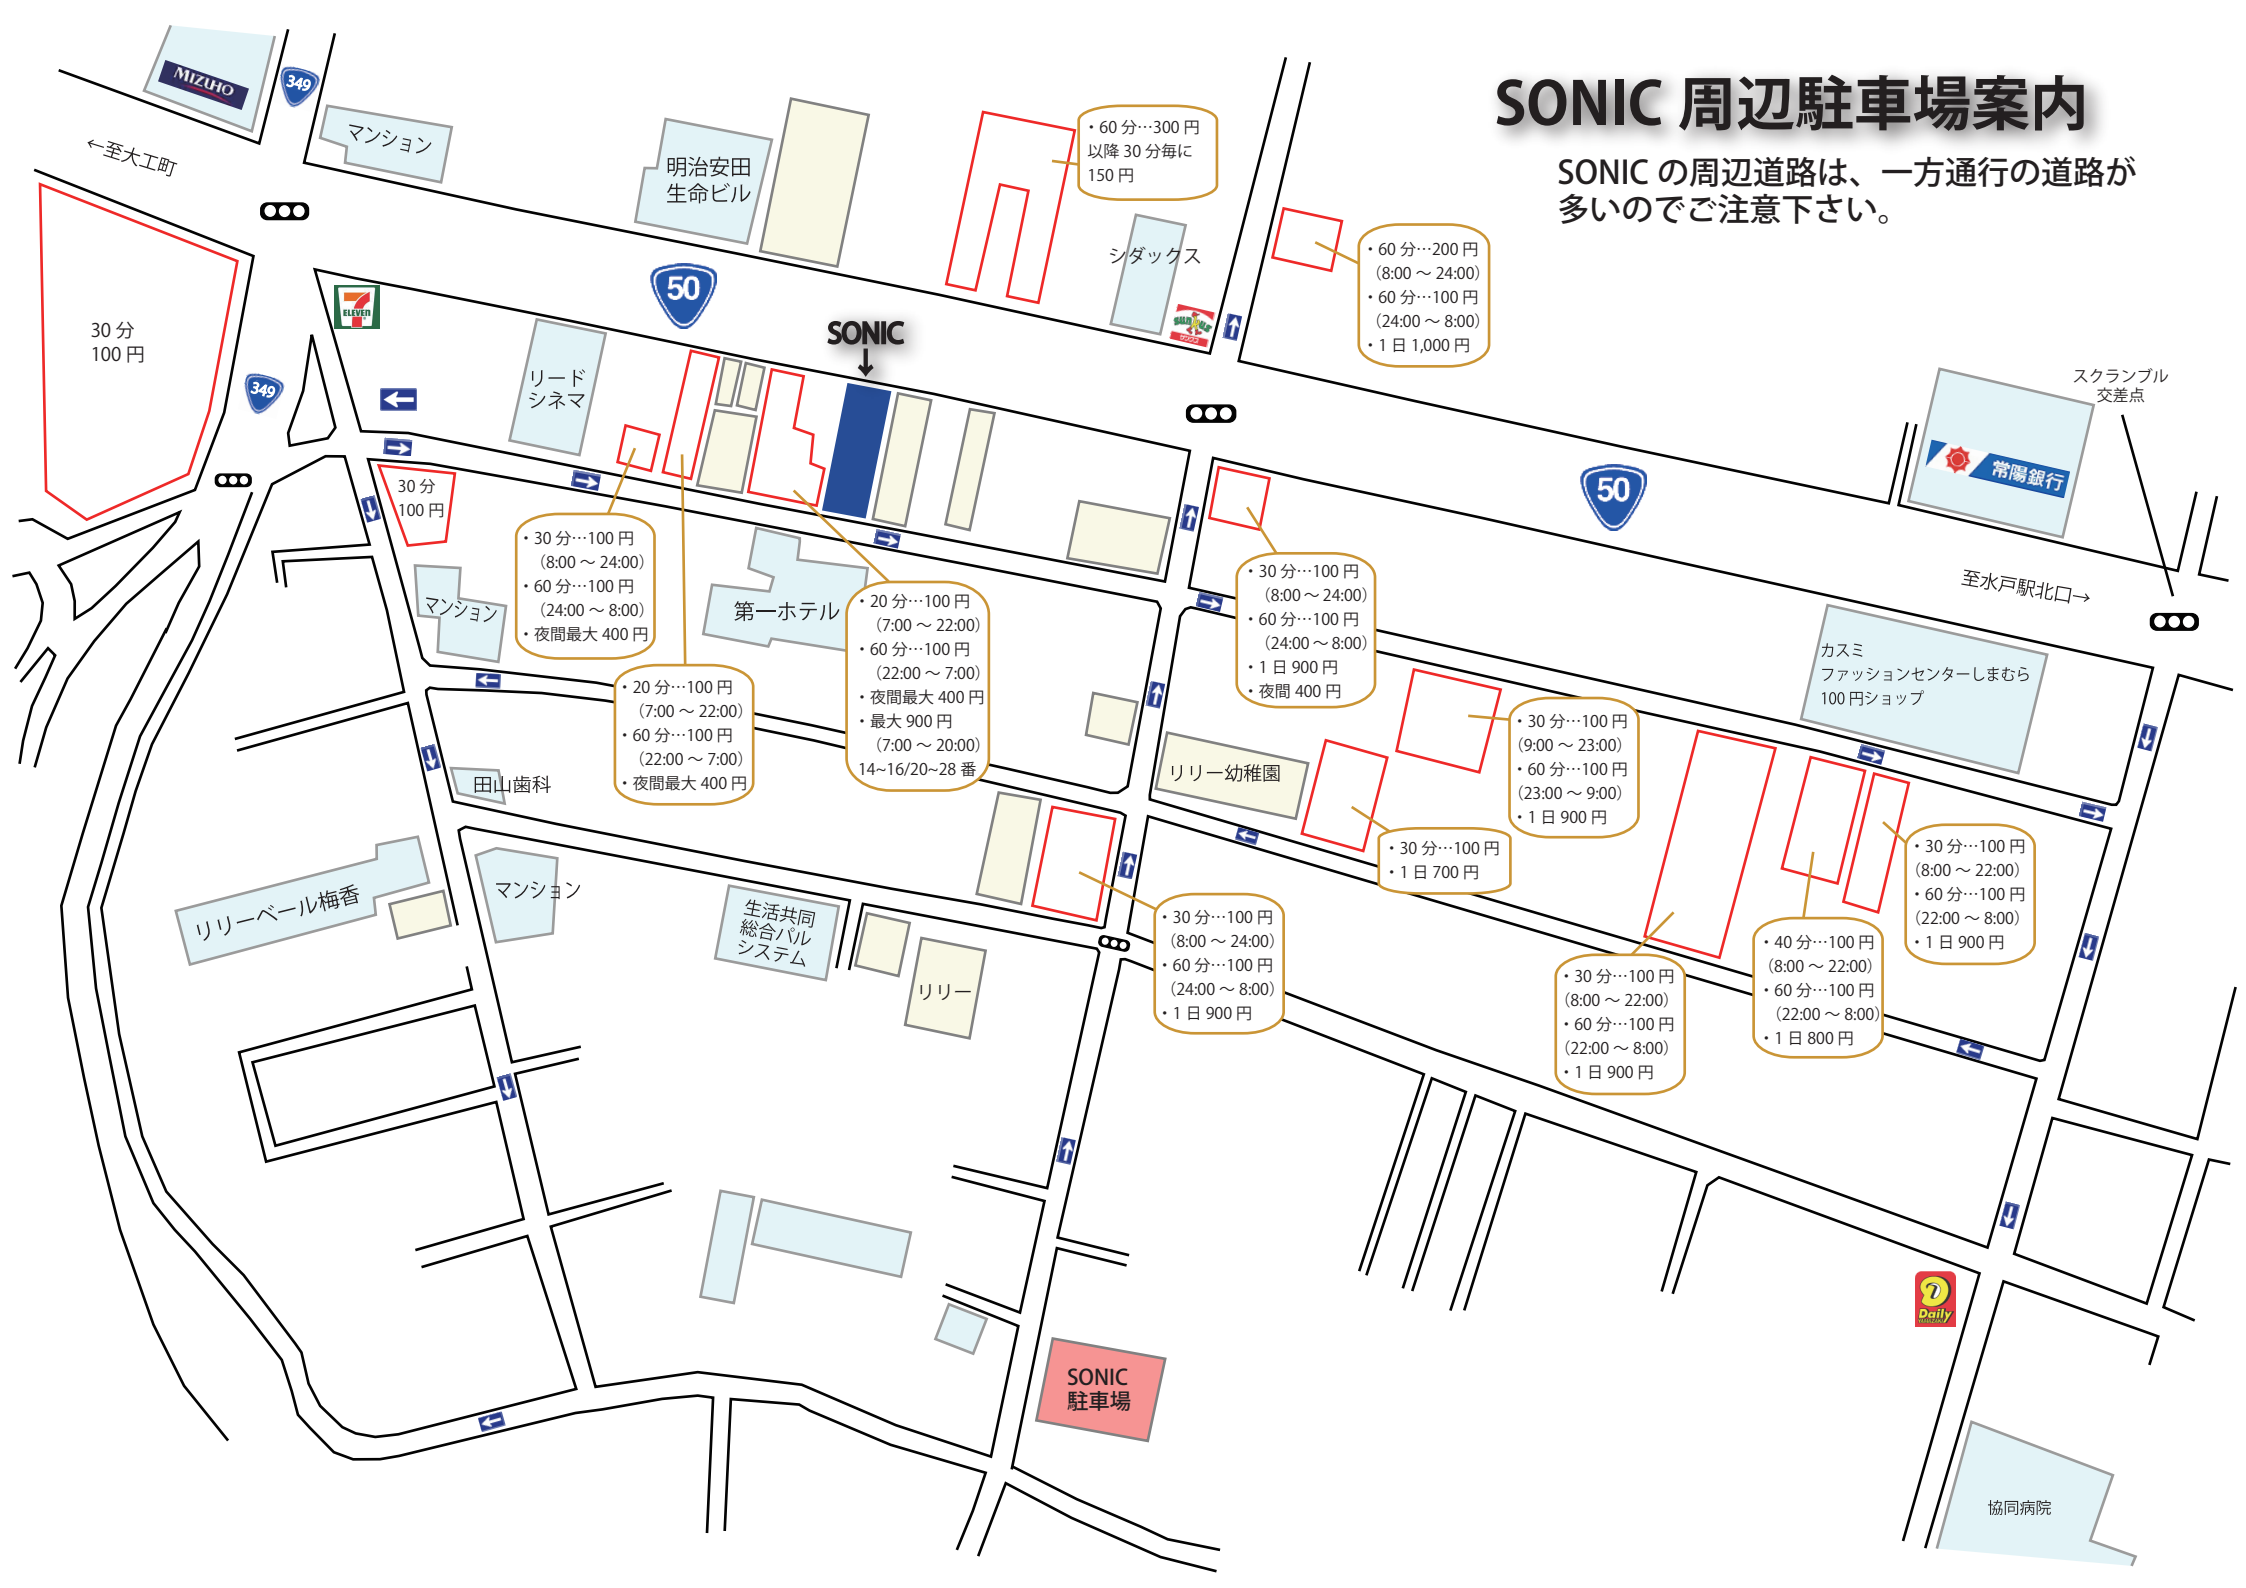 SONIC 周辺駐車場案内
SONIC の周辺道路は、一方通行の道路が
多いのでご注意下さい。
MIZUHO
349
←至大工町
マンション
明治安田
生命ビル
・60 分…300 円
以降 30 分毎に
150 円
シダックス
sunkus
サンクス
・60 分…200 円
（8:00 ～ 24:00）
・60 分…100 円
（24:00 ～ 8:00）
・1 日 1,000 円
30 分
100 円
7
ELEVEN
50
SONIC
↓
349
リード
シネマ
スクランブル
交差点
常陽銀行
50
至水戸駅北口→
30 分
100 円
・30 分…100 円
（8:00 ～ 24:00）
・60 分…100 円
（24:00 ～ 8:00）
・夜間最大 400 円
マンション
第一ホテル
・20 分…100 円
（7:00 ～ 22:00）
・60 分…100 円
（22:00 ～ 7:00）
・夜間最大 400 円
・20 分…100 円
（7:00 ～ 22:00）
・60 分…100 円
（22:00 ～ 7:00）
・夜間最大 400 円
・最大 900 円
（7:00 ～ 20:00）
14~16/20~28 番
・30 分…100 円
（8:00 ～ 24:00）
・60 分…100 円
（24:00 ～ 8:00）
・1 日 900 円
・夜間 400 円
カスミ
ファッションセンターしまむら
100 円ショップ
・30 分…100 円
（9:00 ～ 23:00）
・60 分…100 円
（23:00 ～ 9:00）
・1 日 900 円
リリー幼稚園
田山歯科
・30 分…100 円
・1 日 700 円
・30 分…100 円
（8:00 ～ 22:00）
・60 分…100 円
（22:00 ～ 8:00）
・1 日 900 円
リリーベール梅香
マンション
生活共同
総合パル
システム
リリー
・30 分…100 円
（8:00 ～ 24:00）
・60 分…100 円
（24:00 ～ 8:00）
・1 日 900 円
・30 分…100 円
（8:00 ～ 22:00）
・60 分…100 円
（22:00 ～ 8:00）
・1 日 900 円
・40 分…100 円
（8:00 ～ 22:00）
・60 分…100 円
（22:00 ～ 8:00）
・1 日 800 円
Daily
YAMAZAKI
SONIC
駐車場
協同病院